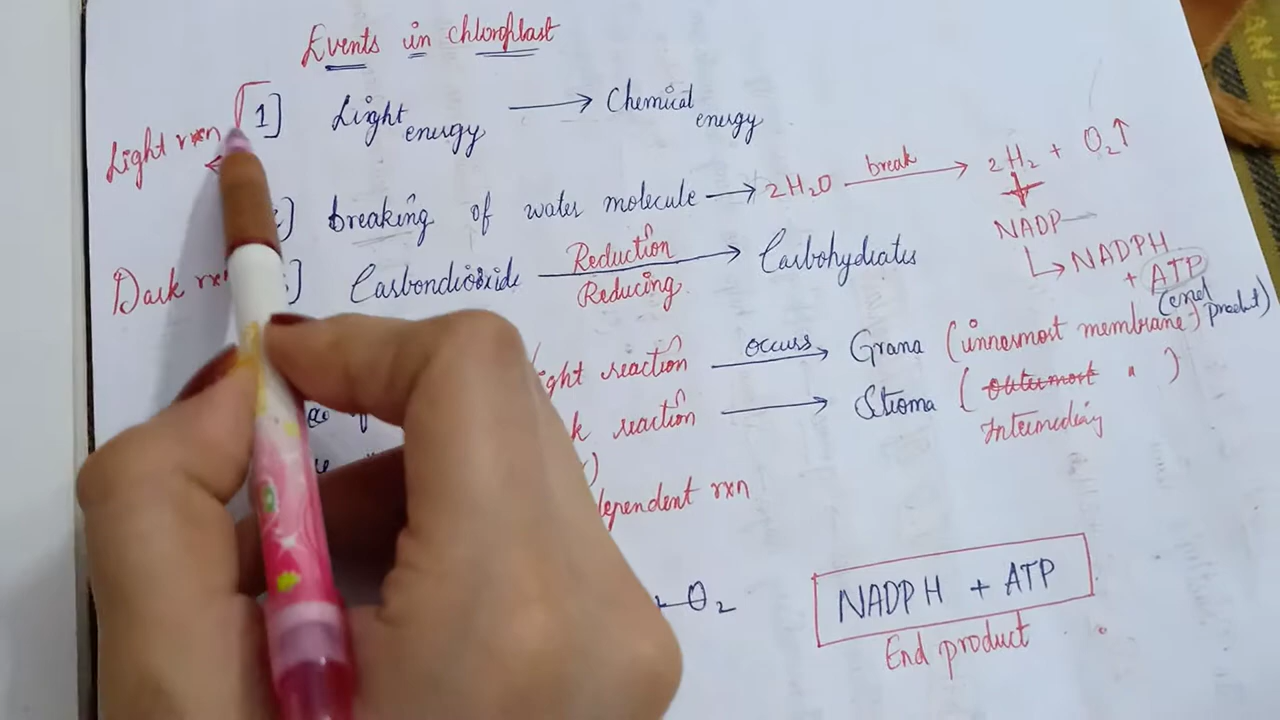 Events in chloroplast
1] Light energy → Chemical energy
Light rxn
] breaking of water molecule → 2H₂O break → 2H₂ + O₂↑
NADP
NADPH
+ ATP
(end product)
Dark rx ] Carbondioxide Reduction → Carbohydrates
Reducing
ight reaction occurs → Grana (innermost membrane)
k reaction → Stroma ( outermost " )
Intermediary
)
dependent rxn
O₂
NADPH + ATP
End product